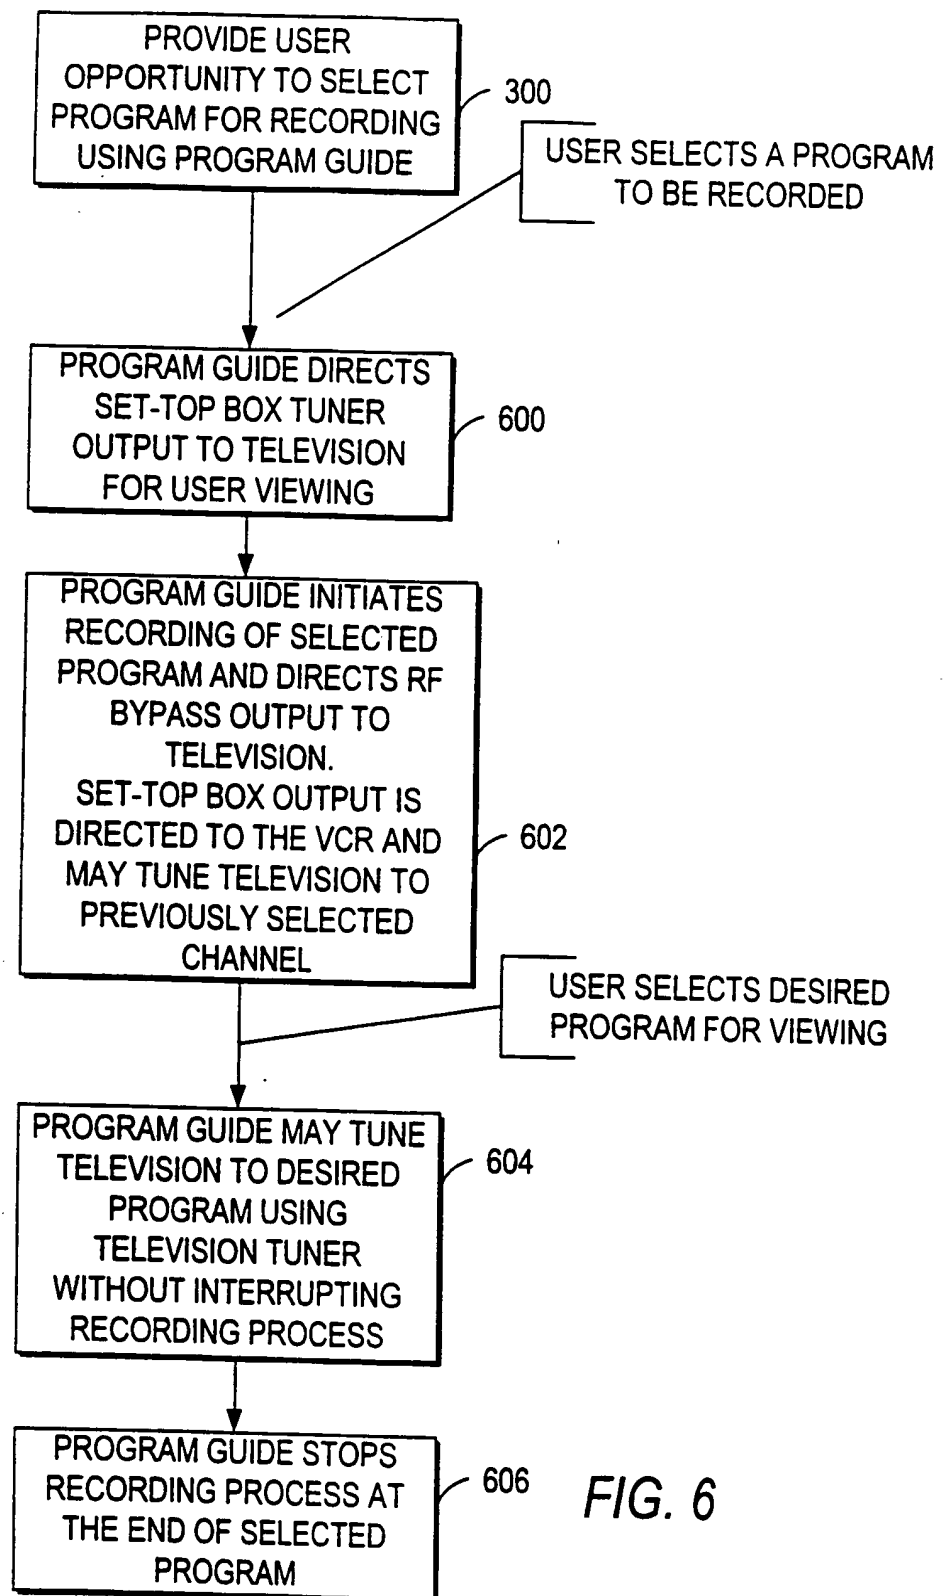 PROVIDE USER
OPPORTUNITY TO SELECT
PROGRAM FOR RECORDING
USING PROGRAM GUIDE
300
USER SELECTS A PROGRAM
TO BE RECORDED
PROGRAM GUIDE DIRECTS
SET-TOP BOX TUNER
OUTPUT TO TELEVISION
FOR USER VIEWING
600
PROGRAM GUIDE INITIATES
RECORDING OF SELECTED
PROGRAM AND DIRECTS RF
BYPASS OUTPUT TO
TELEVISION.
SET-TOP BOX OUTPUT IS
DIRECTED TO THE VCR AND
MAY TUNE TELEVISION TO
PREVIOUSLY SELECTED
CHANNEL
602
USER SELECTS DESIRED
PROGRAM FOR VIEWING
PROGRAM GUIDE MAY TUNE
TELEVISION TO DESIRED
PROGRAM USING
TELEVISION TUNER
WITHOUT INTERRUPTING
RECORDING PROCESS
604
PROGRAM GUIDE STOPS
RECORDING PROCESS AT
THE END OF SELECTED
PROGRAM
606
FIG. 6